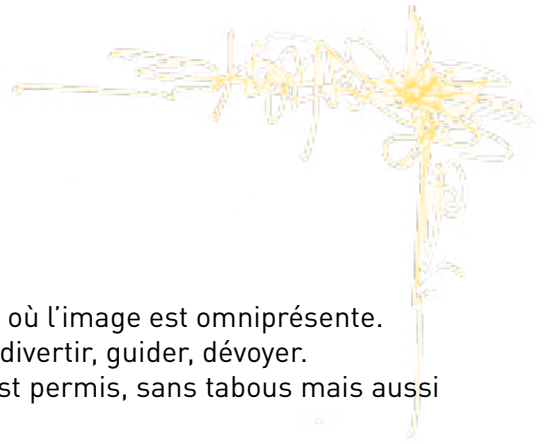 où l’image est omniprésente.
divertir, guider, dévoyer.
st permis, sans tabous mais aussi